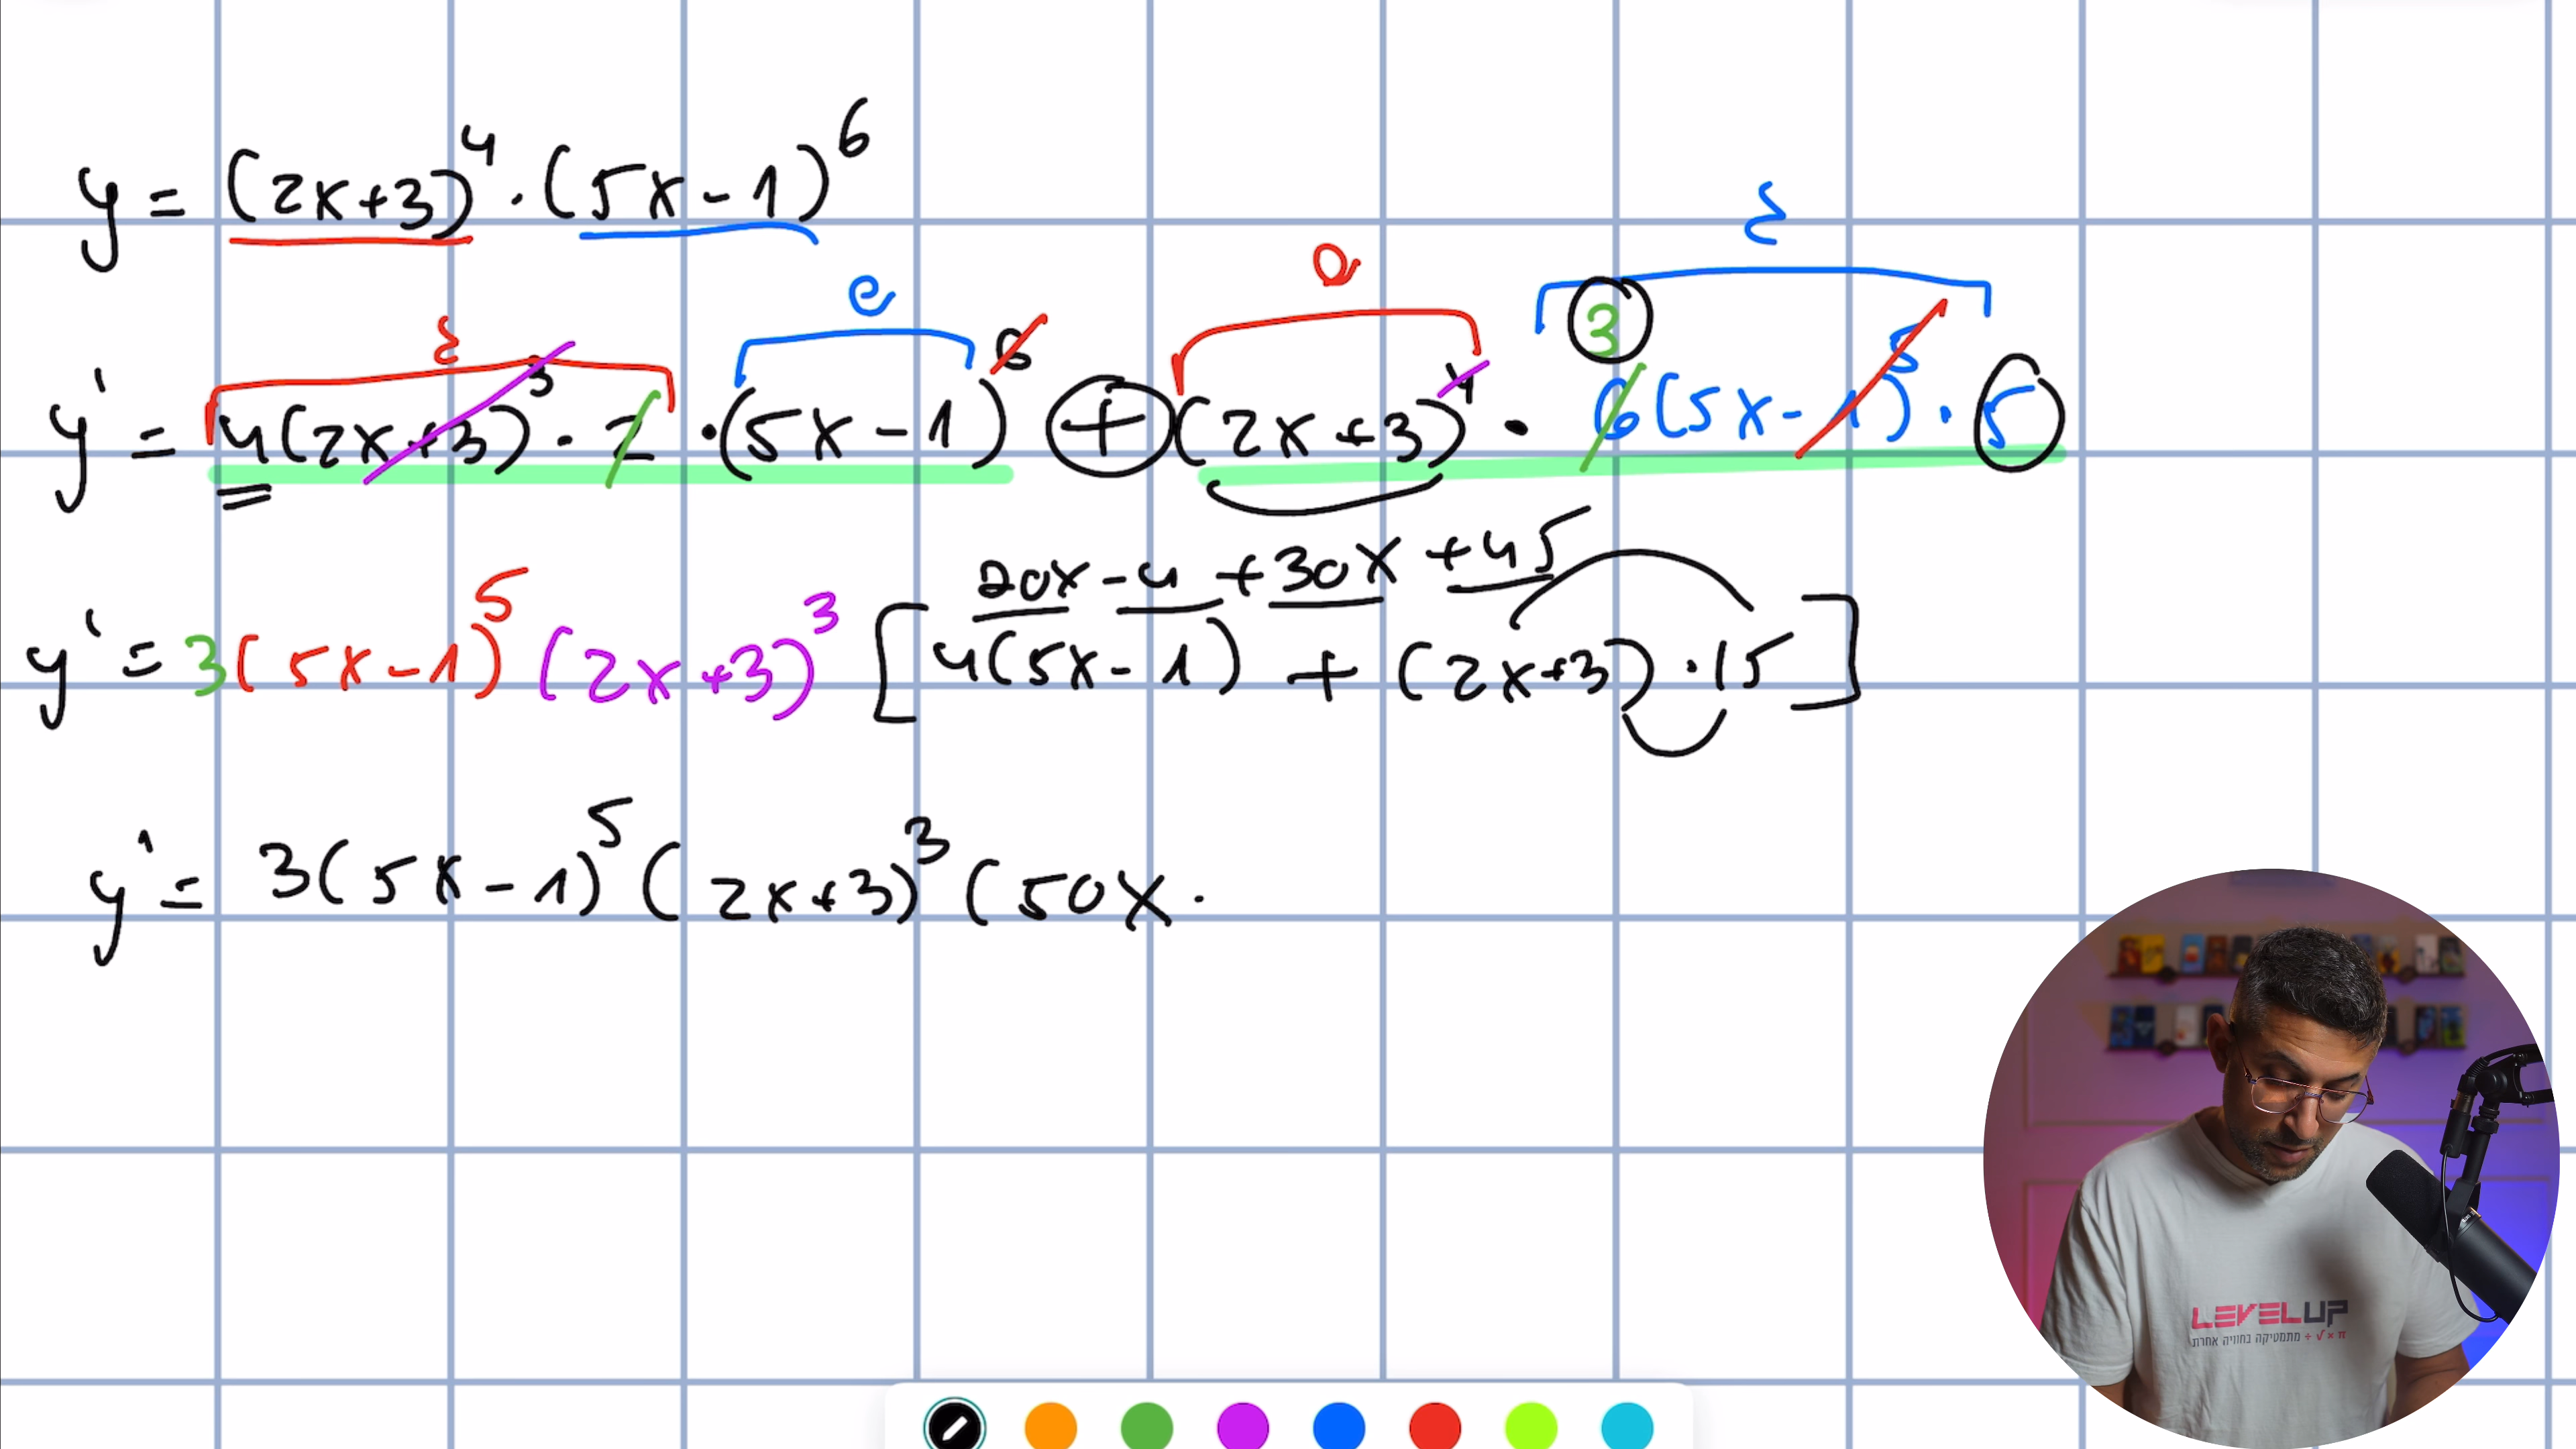 y = (2x+3)⁴ · (5x-1)⁶
3
y' = 4(2x+3)³ · 2 · (5x-1)⁶ + (2x+3)⁴ · 6(5x-1)⁵ · 5
20x-4+30x+45
y' = 3(5x-1)⁵ (2x+3)³ [4(5x-1) + (2x+3)·15]
y' = 3(5x-1)⁵ (2x+3)³ (50x ·
LEVELUP
מתמטיקה בחוויה אחרת